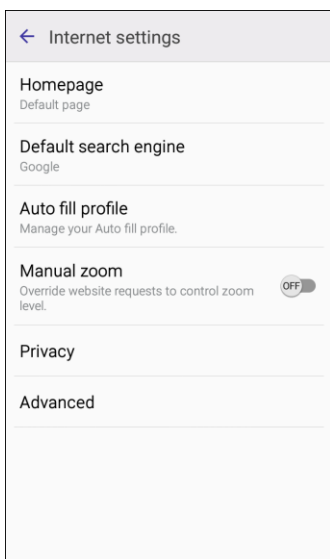 Internet settings
Homepage
Default page
Default search engine
Google
Auto fill profile
Manage your Auto fill profile.
Manual zoom
Override website requests to control zoom
level.
OFF
Privacy
Advanced